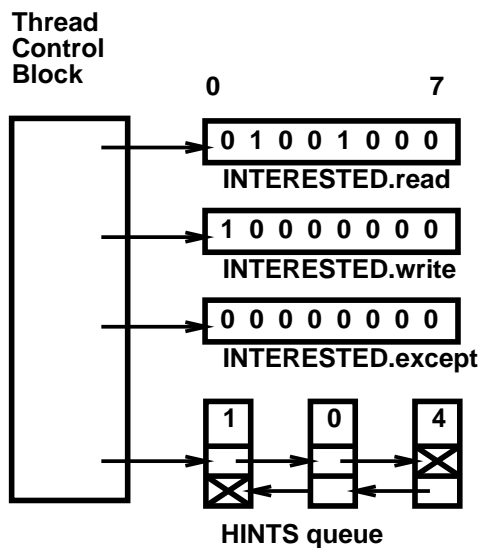 Thread
Control
Block
0 7
0 1 0 0 1 0 0 0
INTERESTED.read
1 0 0 0 0 0 0 0
INTERESTED.write
0 0 0 0 0 0 0 0
INTERESTED.except
1 0 4
HINTS queue